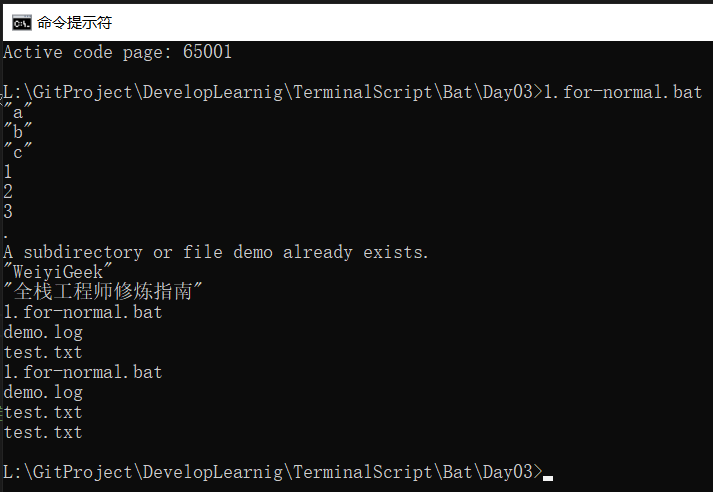 命令提示符
Active code page: 65001
L:\GitProject\DevelopLearnig\TerminalScript\Bat\Day03>1.for-normal.bat
"a"
"b"
"c"
1
2
3
.
A subdirectory or file demo already exists.
"WeiyiGeek"
"全栈工程师修炼指南"
1.for-normal.bat
demo.log
test.txt
1.for-normal.bat
demo.log
test.txt
test.txt
L:\GitProject\DevelopLearnig\TerminalScript\Bat\Day03>